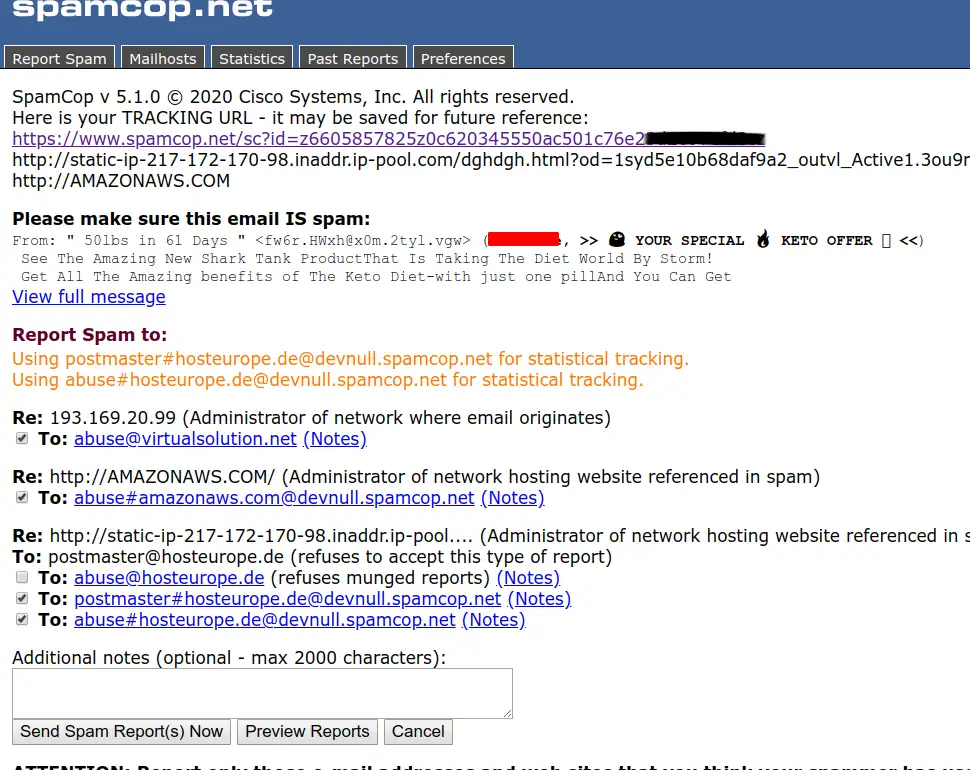 spamcop.net
Report Spam Mailhosts Statistics Past Reports Preferences
SpamCop v 5.1.0 © 2020 Cisco Systems, Inc. All rights reserved.
Here is your TRACKING URL - it may be saved for future reference:
https://www.spamcop.net/sc?id=z6605857825z0c620345550ac501c76e2
http://static-ip-217-172-170-98.inaddr.ip-pool.com/dghdgh.html?od=1syd5e10b68daf9a2_outvl_Active1.3ou9r
http://AMAZONAWS.COM
Please make sure this email IS spam:
From: " 50lbs in 61 Days " <fw6r.HWxh@x0m.2tyl.vgw> ( , >> YOUR SPECIAL 🔥 KETO OFFER ▯ <<)
See The Amazing New Shark Tank ProductThat Is Taking The Diet World By Storm!
Get All The Amazing benefits of The Keto Diet-with just one pillAnd You Can Get
View full message
Report Spam to:
Using postmaster#hosteurope.de@devnull.spamcop.net for statistical tracking.
Using abuse#hosteurope.de@devnull.spamcop.net for statistical tracking.
Re: 193.169.20.99 (Administrator of network where email originates)
To: abuse@virtualsolution.net (Notes)
Re: http://AMAZONAWS.COM/ (Administrator of network hosting website referenced in spam)
To: abuse#amazonaws.com@devnull.spamcop.net (Notes)
Re: http://static-ip-217-172-170-98.inaddr.ip-pool.... (Administrator of network hosting website referenced in s
To: postmaster@hosteurope.de (refuses to accept this type of report)
To: abuse@hosteurope.de (refuses munged reports) (Notes)
To: postmaster#hosteurope.de@devnull.spamcop.net (Notes)
To: abuse#hosteurope.de@devnull.spamcop.net (Notes)
Additional notes (optional - max 2000 characters):
Send Spam Report(s) Now Preview Reports Cancel
ATTENTION: Report only those e-mail addresses and web sites that you think your spammer has